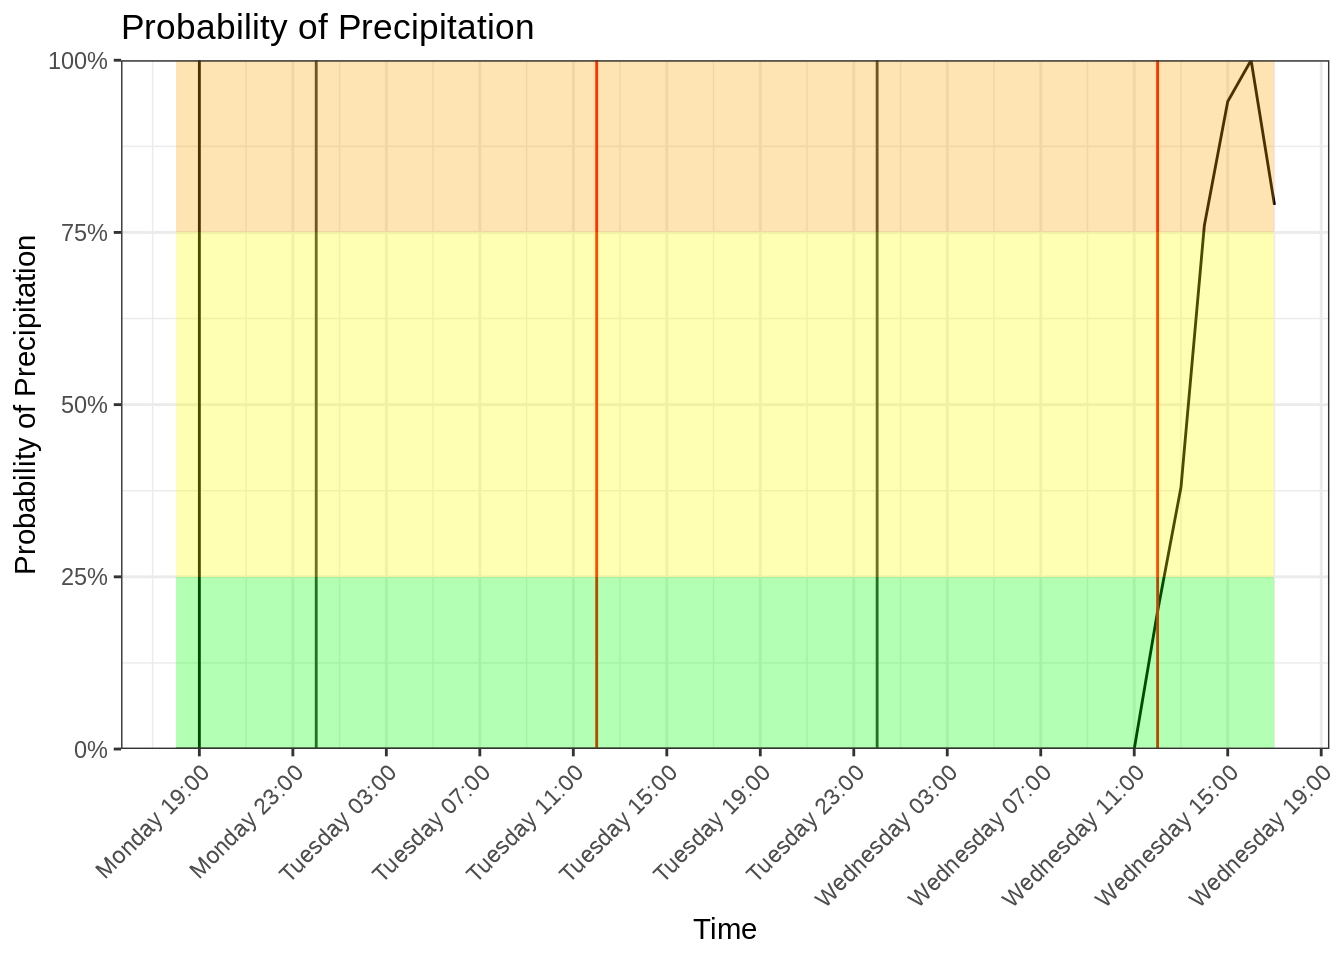 Probability of Precipitation
Probability of Precipitation
100%
75%
50%
25%
0%
Monday 19:00
Monday 23:00
Tuesday 03:00
Tuesday 07:00
Tuesday 11:00
Tuesday 15:00
Tuesday 19:00
Tuesday 23:00
Wednesday 03:00
Wednesday 07:00
Wednesday 11:00
Wednesday 15:00
Wednesday 19:00
Time